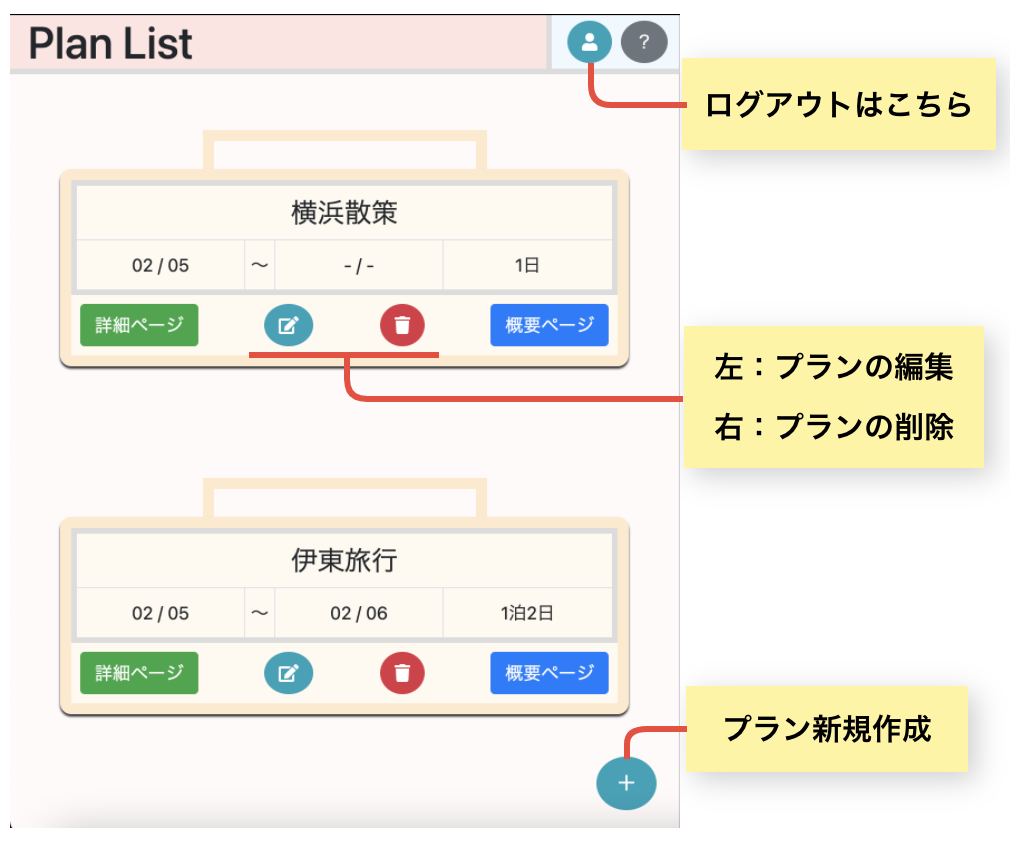 Plan List
?
ログアウトはこちら
横浜散策
02 / 05 ～ - / - 1日
詳細ページ 概要ページ
左：プランの編集
右：プランの削除
伊東旅行
02 / 05 ～ 02 / 06 1泊2日
詳細ページ 概要ページ
プラン新規作成
+